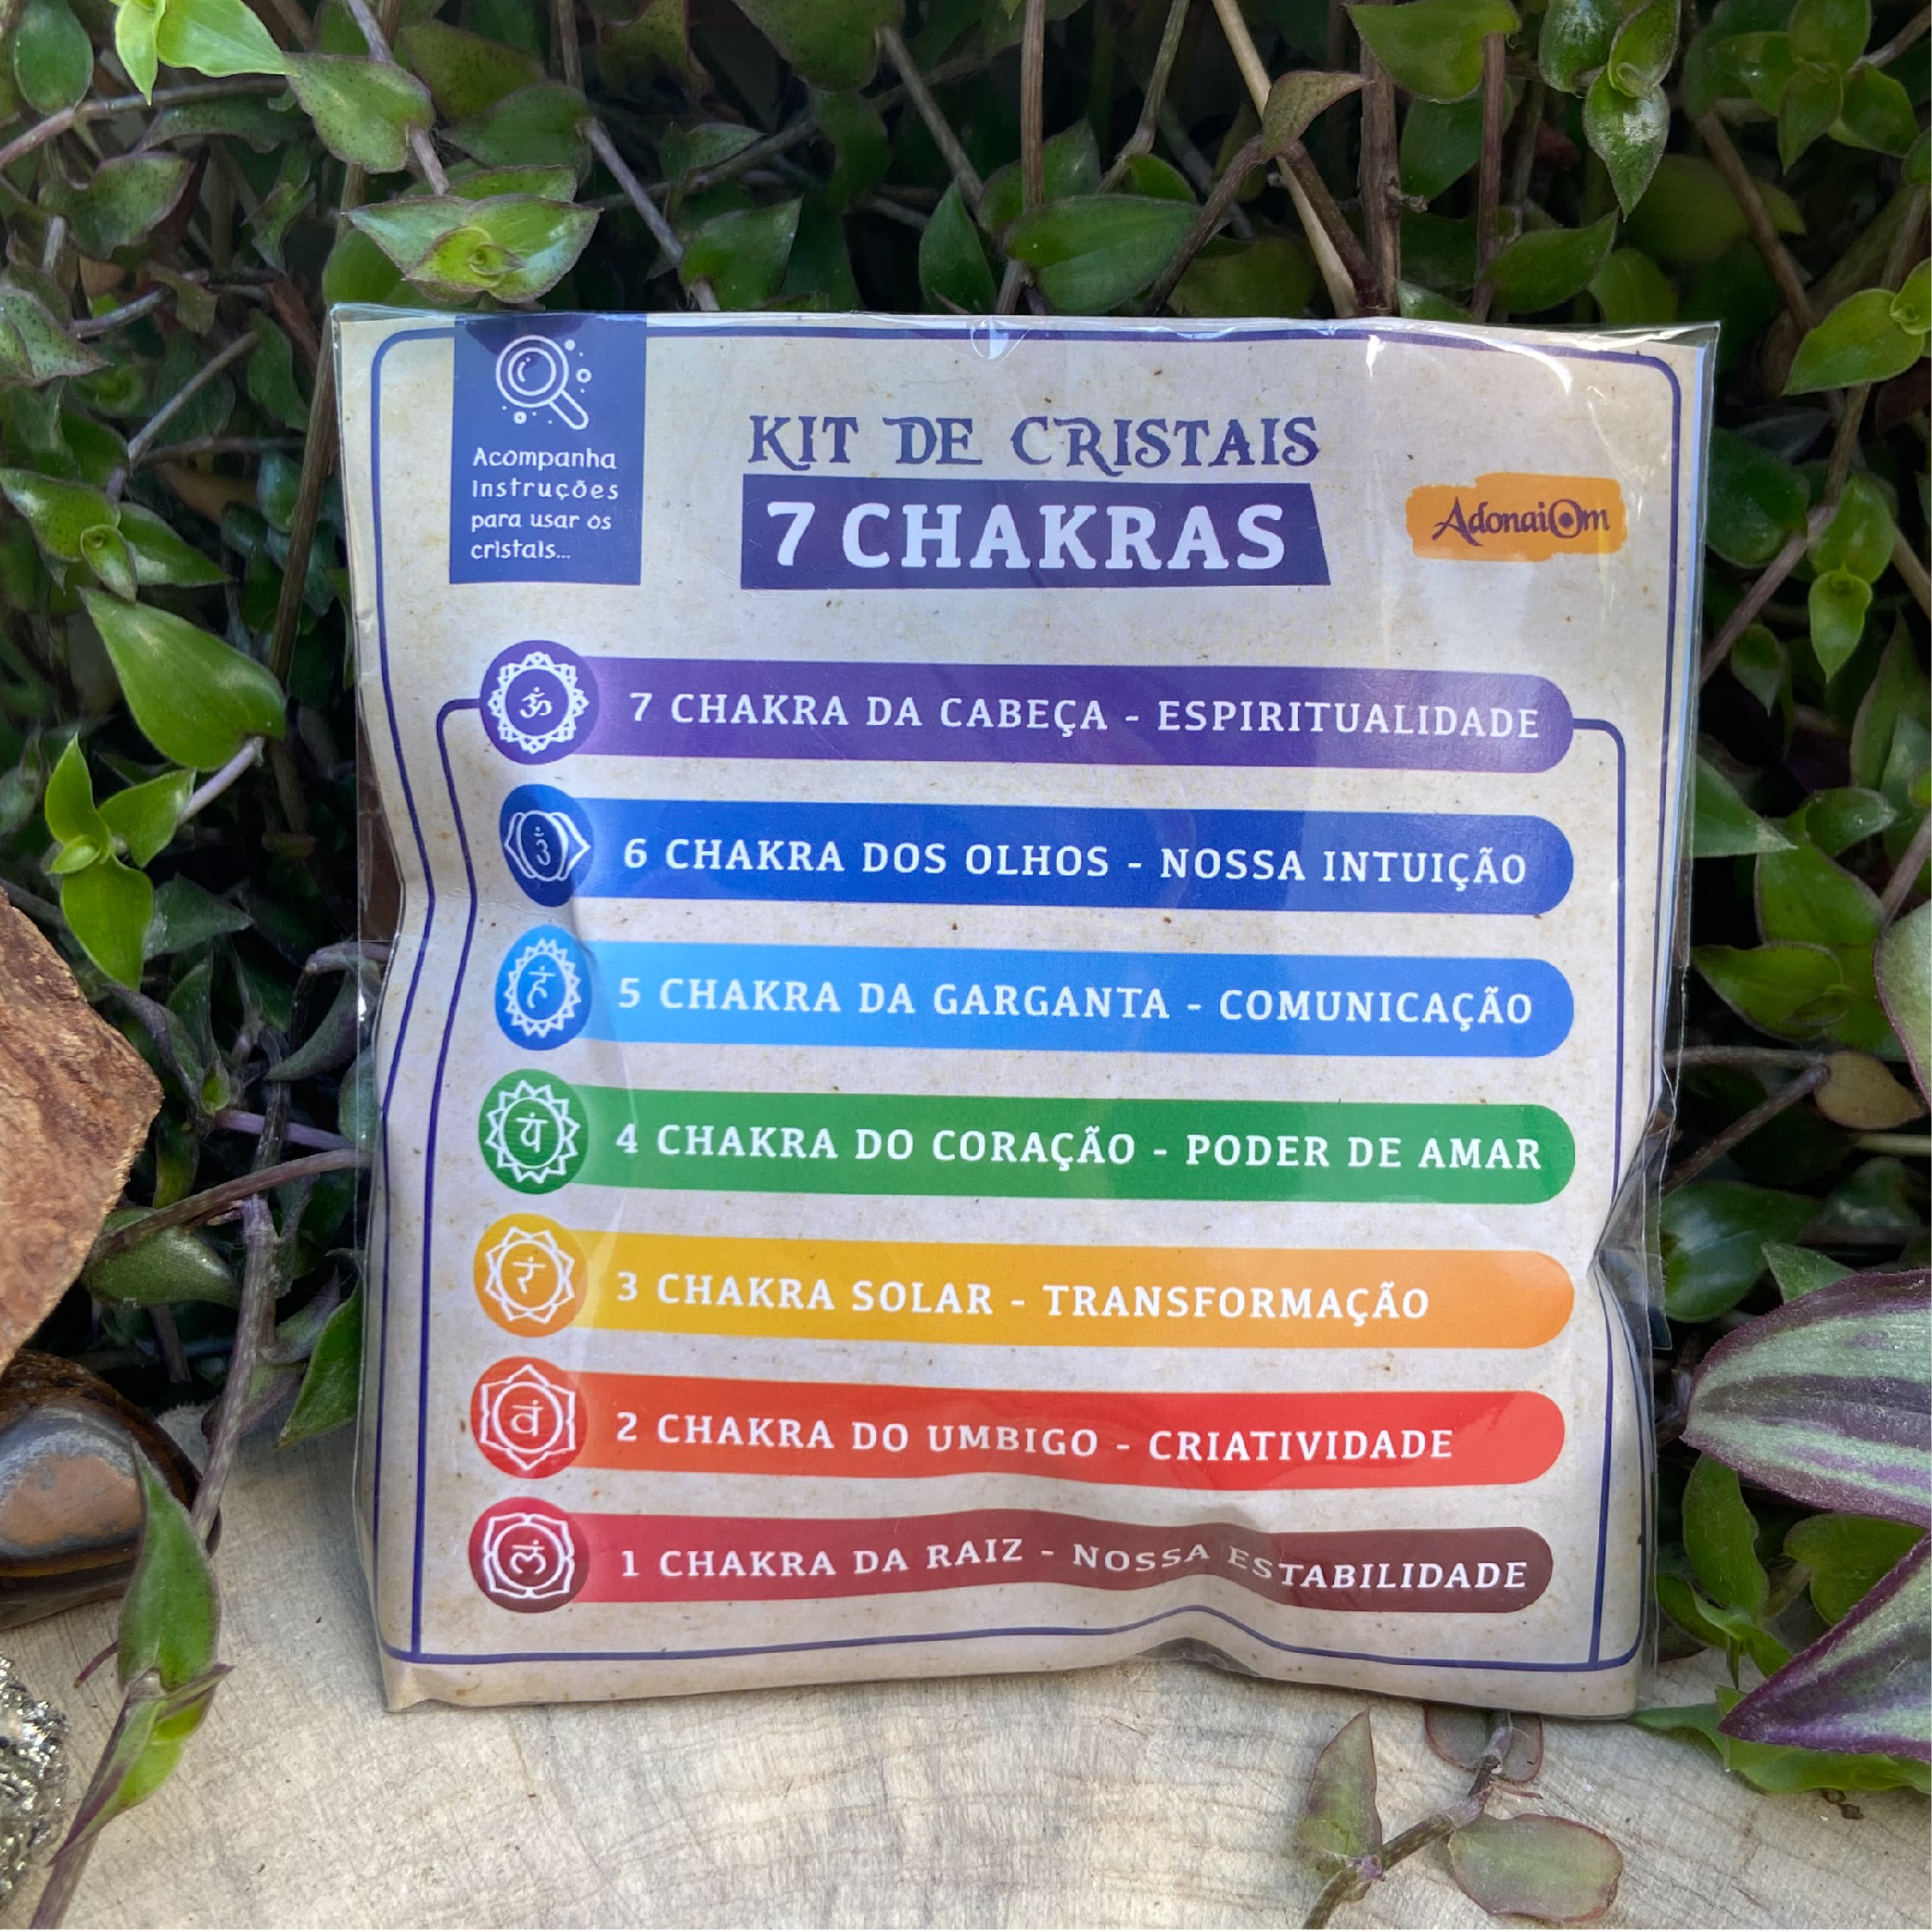 Acompanha
Instruções
para usar os
cristais...
KIT DE CRISTAIS
7 CHAKRAS
AdonaiOm
ॐ
7 CHAKRA DA CABEÇA - ESPIRITUALIDADE
6 CHAKRA DOS OLHOS - NOSSA INTUIÇÃO
5 CHAKRA DA GARGANTA - COMUNICAÇÃO
यं
4 CHAKRA DO CORAÇÃO - PODER DE AMAR
रं
3 CHAKRA SOLAR - TRANSFORMAÇÃO
वं
2 CHAKRA DO UMBIGO - CRIATIVIDADE
लं
1 CHAKRA DA RAIZ - NOSSA ESTABILIDADE